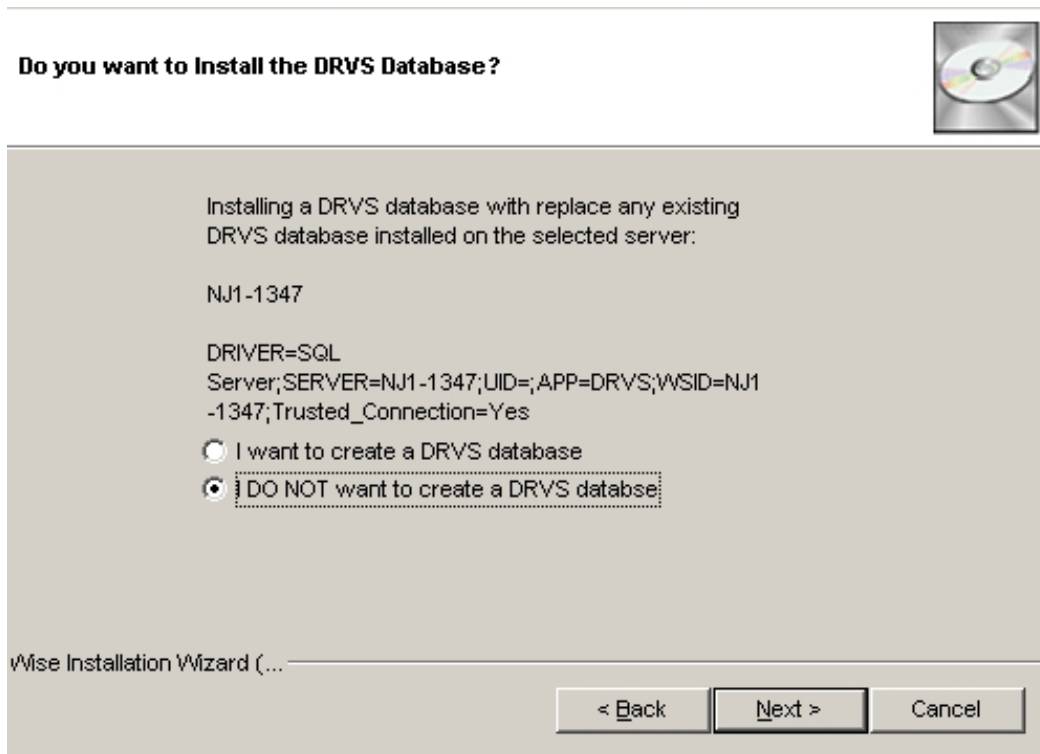 Do you want to Install the DRVS Database?
Installing a DRVS database with replace any existing
DRVS database installed on the selected server:
NJ1-1347
DRIVER=SQL
Server;SERVER=NJ1-1347;UID=;APP=DRVS;WSID=NJ1
-1347;Trusted_Connection=Yes
I want to create a DRVS database
I DO NOT want to create a DRVS databse
Wise Installation Wizard (...
< Back Next > Cancel